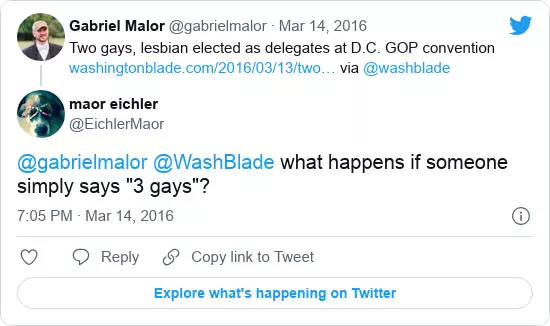 Gabriel Malor @gabrielmalor · Mar 14, 2016
Two gays, lesbian elected as delegates at D.C. GOP convention
washingtonblade.com/2016/03/13/two… via @washblade
maor eichler
@EichlerMaor
@gabrielmalor @WashBlade what happens if someone
simply says "3 gays"?
7:05 PM · Mar 14, 2016
Reply
Copy link to Tweet
Explore what's happening on Twitter